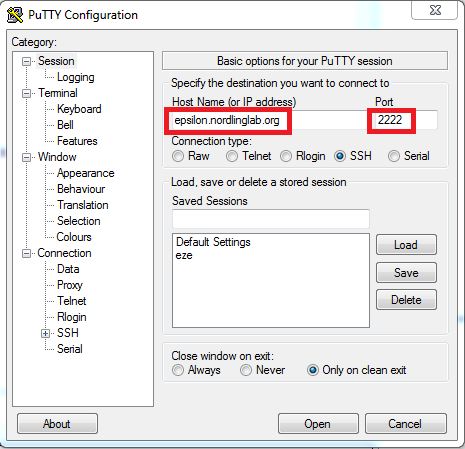 PuTTY Configuration
Category:
Session
Logging
Terminal
Keyboard
Bell
Features
Window
Appearance
Behaviour
Translation
Selection
Colours
Connection
Data
Proxy
Telnet
Rlogin
SSH
Serial
Basic options for your PuTTY session
Specify the destination you want to connect to
Host Name (or IP address) Port
epsilon.nordlinglab.org 2222
Connection type:
Raw Telnet Rlogin SSH Serial
Load, save or delete a stored session
Saved Sessions
Default Settings
eze
Load
Save
Delete
Close window on exit:
Always Never Only on clean exit
About Open Cancel